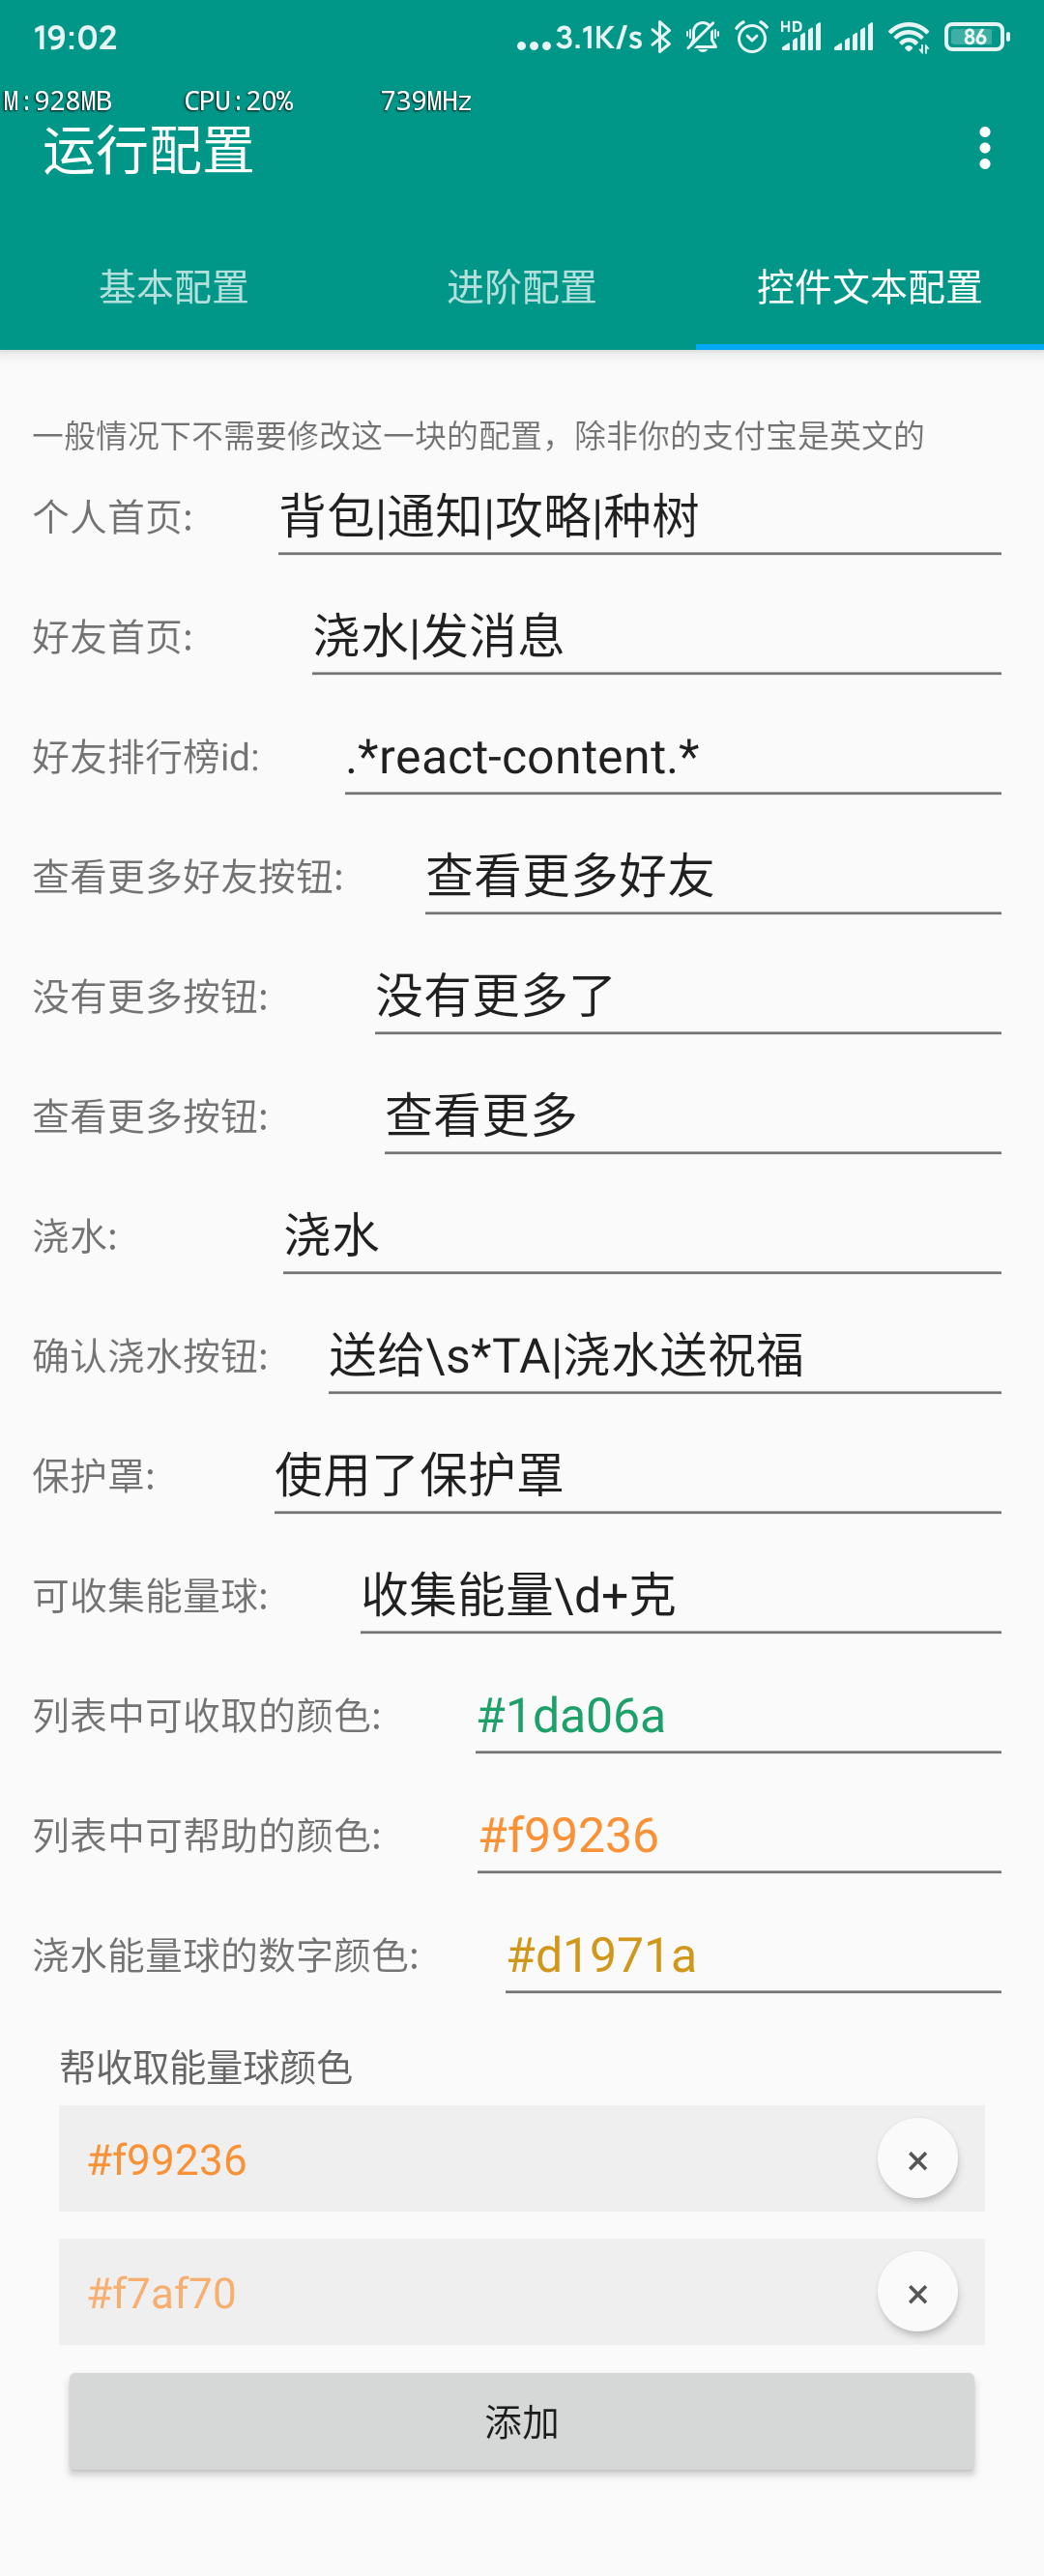 19:02 ...3.1K/s HD 86
M:928MB CPU:20% 739MHz
运行配置
基本配置 进阶配置 控件文本配置
一般情况下不需要修改这一块的配置，除非你的支付宝是英文的
个人首页: 背包|通知|攻略|种树
好友首页: 浇水|发消息
好友排行榜id: .*react-content.*
查看更多好友按钮: 查看更多好友
没有更多按钮: 没有更多了
查看更多按钮: 查看更多
浇水: 浇水
确认浇水按钮: 送给\s*TA|浇水送祝福
保护罩: 使用了保护罩
可收集能量球: 收集能量\d+克
列表中可收取的颜色: #1da06a
列表中可帮助的颜色: #f99236
浇水能量球的数字颜色: #d1971a
帮收取能量球颜色
#f99236 ×
#f7af70 ×
添加